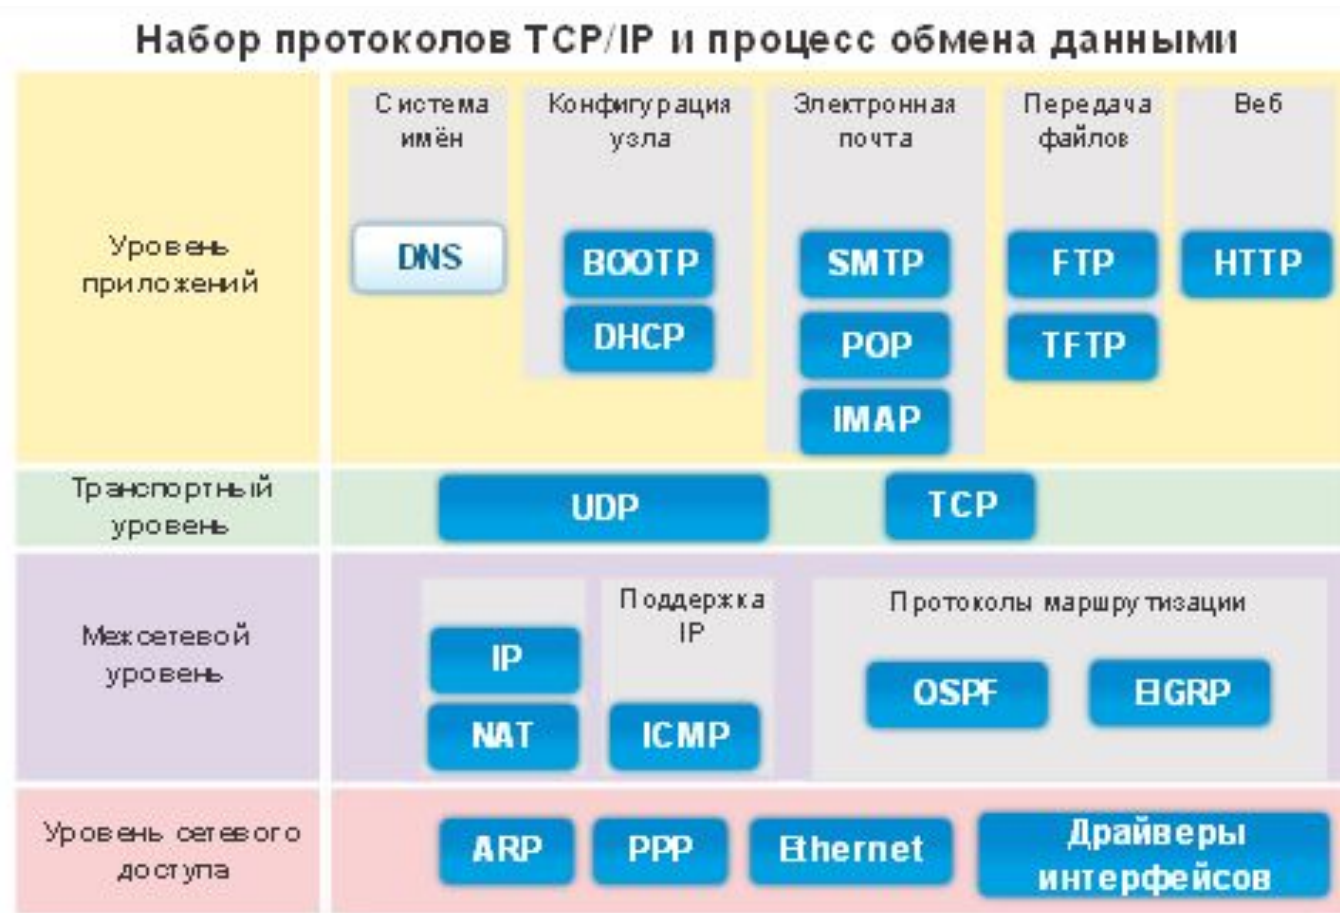 Набор протоколов TCP/IP и процесс обмена данными
Система
имён
Конфигурация
узла
Электронная
почта
Передача
файлов
Веб
Уровень
приложений
DNS
BOOTP
SMTP
FTP
HTTP
DHCP
POP
TFTP
IMAP
Транспортный
уровень
UDP
TCP
Межсетевой
уровень
Поддержка
IP
Протоколы маршрутизации
IP
OSPF
EIGRP
NAT
ICMP
Уровень сетевого
доступа
ARP
PPP
Ethernet
Драйверы
интерфейсов